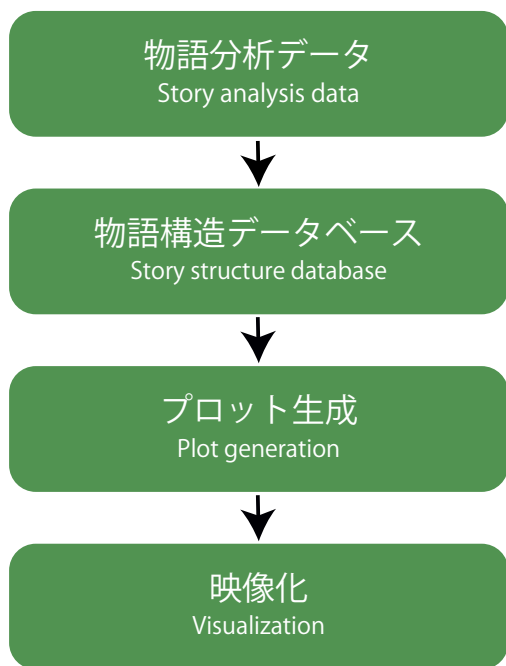 物語分析データ
Story analysis data
物語構造データベース
Story structure database
プロット生成
Plot generation
映像化
Visualization